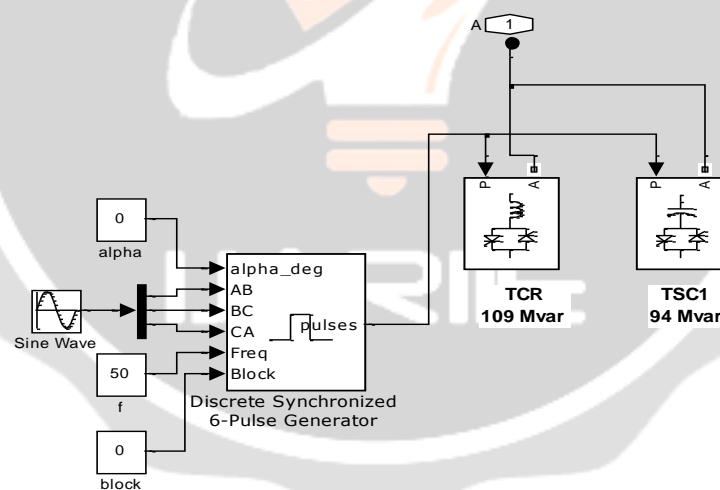 A 1
P A
P A
TCR
109 Mvar
TSC1
94 Mvar
0
alpha
Sine Wave
50
f
0
block
alpha_deg
AB
BC
CA
Freq
Block
pulses
Discrete Synchronized
6-Pulse Generator